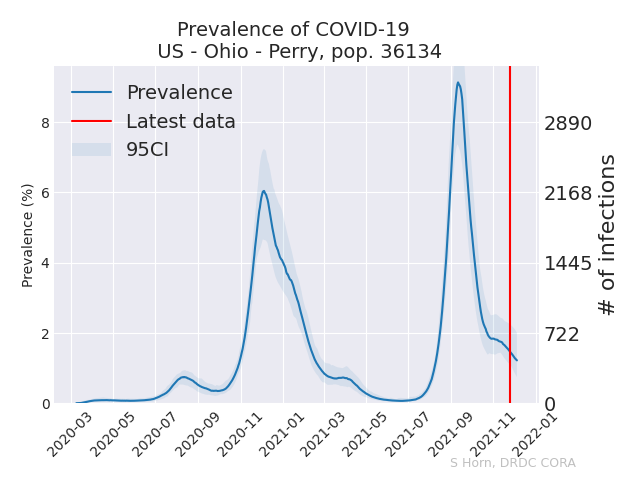 Prevalence of COVID-19
US - Ohio - Perry, pop. 36134
Prevalence
Latest data
95CI
Prevalence (%)
8
6
4
2
0
2890
2168
1445
722
0
# of infections
2020-03
2020-05
2020-07
2020-09
2020-11
2021-01
2021-03
2021-05
2021-07
2021-09
2021-11
2022-01
S Horn, DRDC CORA